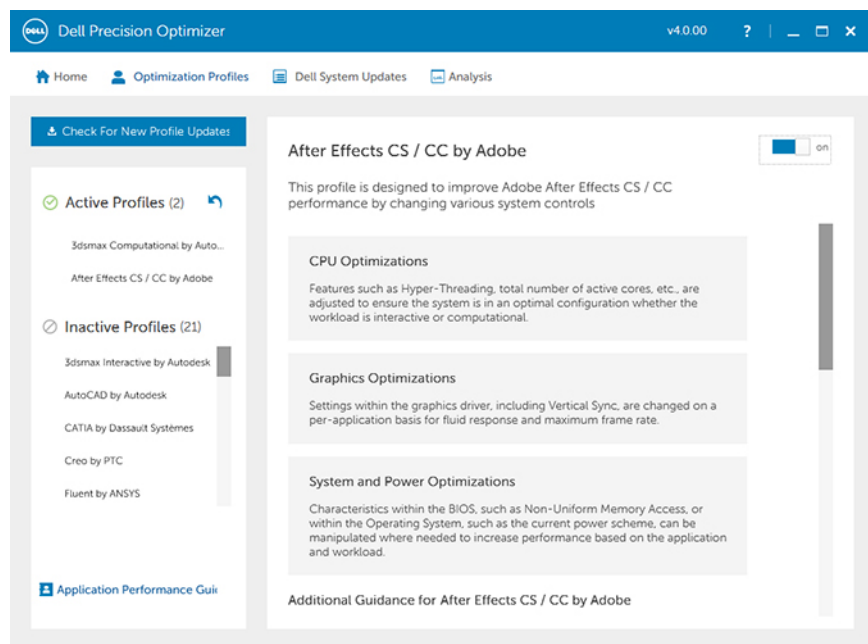 DELL Dell Precision Optimizer v4.0.00 ?
Home Optimization Profiles Dell System Updates Analysis
Check For New Profile Updates
Active Profiles (2)
3dsmax Computational by Auto...
After Effects CS / CC by Adobe
Inactive Profiles (21)
3dsmax Interactive by Autodesk
AutoCAD by Autodesk
CATIA by Dassault Systèmes
Creo by PTC
Fluent by ANSYS
Application Performance Gui
After Effects CS / CC by Adobe
on
This profile is designed to improve Adobe After Effects CS / CC
performance by changing various system controls
CPU Optimizations
Features such as Hyper-Threading, total number of active cores, etc., are
adjusted to ensure the system is in an optimal configuration whether the
workload is interactive or computational.
Graphics Optimizations
Settings within the graphics driver, including Vertical Sync, are changed on a
per-application basis for fluid response and maximum frame rate.
System and Power Optimizations
Characteristics within the BIOS, such as Non-Uniform Memory Access, or
within the Operating System, such as the current power scheme, can be
manipulated where needed to increase performance based on the application
and workload.
Additional Guidance for After Effects CS / CC by Adobe